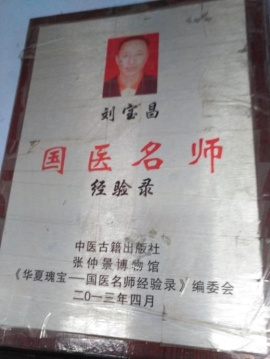 刘宝昌
国医名师
经验录
中医古籍出版社
张仲景博物馆
《华夏瑰宝——国医名师经验录》编委会
二〇一三年四月